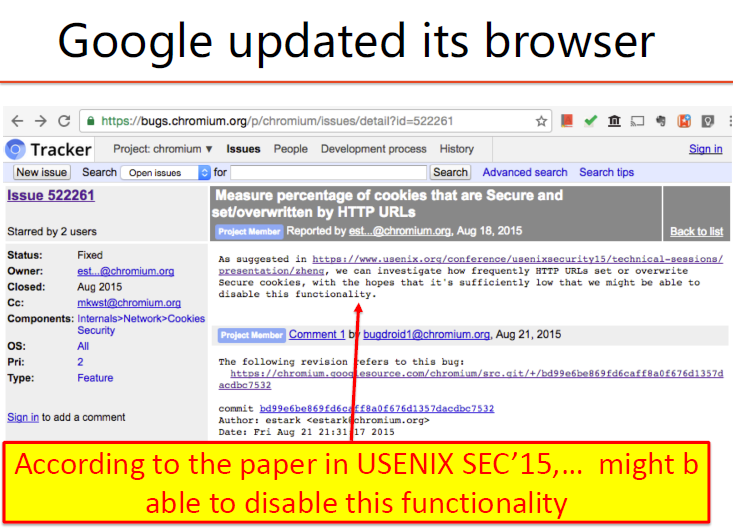 Google updated its browser
https://bugs.chromium.org/p/chromium/issues/detail?id=522261
Tracker Project: chromium ▼ Issues People Development process History Sign in
New issue Search Open issues for Search Advanced search Search tips
Issue 522261
Starred by 2 users
Status: Fixed
Owner: est...@chromium.org
Closed: Aug 2015
Cc: mkwst@chromium.org
Components: Internals>Network>Cookies
Security
OS: All
Pri: 2
Type: Feature
Sign in to add a comment
Measure percentage of cookies that are Secure and
set/overwritten by HTTP URLs
Project Member Reported by est...@chromium.org, Aug 18, 2015 Back to list
As suggested in https://www.usenix.org/conference/usenixsecurity15/technical-sessions/
presentation/zheng, we can investigate how frequently HTTP URLs set or overwrite
Secure cookies, with the hopes that it's sufficiently low that we might be able to
disable this functionality.
Project Member Comment 1 by bugdroid1@chromium.org, Aug 21, 2015
The following revision refers to this bug:
https://chromium.googlesource.com/chromium/src.git/+/bd99e6be869fd6caff8a0f676d1357d
acdbc7532
commit bd99e6be869fd6caff8a0f676d1357dacdbc7532
Author: estark <estark@chromium.org>
Date: Fri Aug 21 21:31:17 2015
According to the paper in USENIX SEC’15,… might b
able to disable this functionality